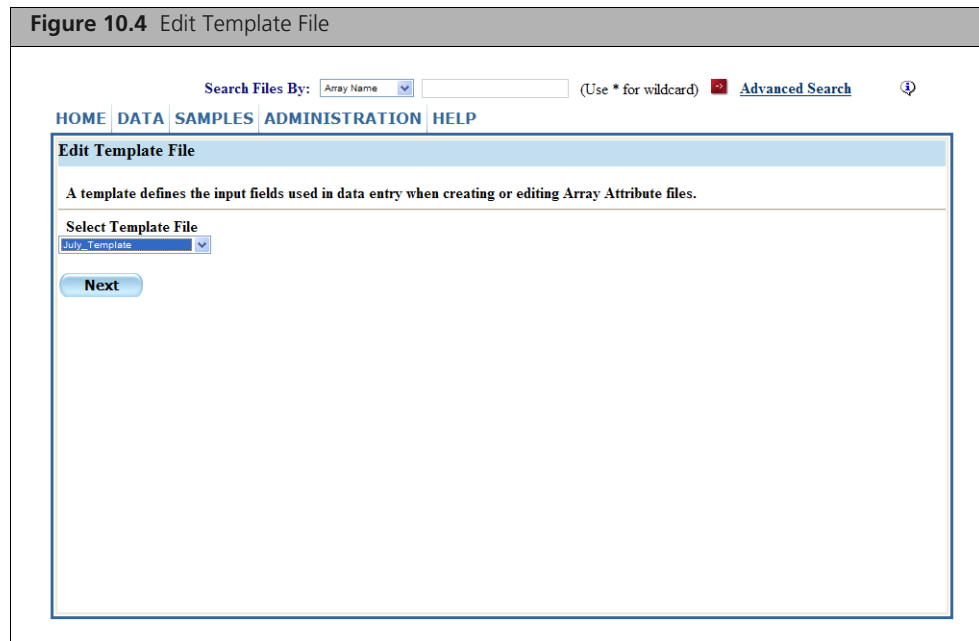 Figure 10.4 Edit Template File
Search Files By: Array Name (Use * for wildcard) Advanced Search
HOME DATA SAMPLES ADMINISTRATION HELP
Edit Template File
A template defines the input fields used in data entry when creating or editing Array Attribute files.
Select Template File
July_Template
Next